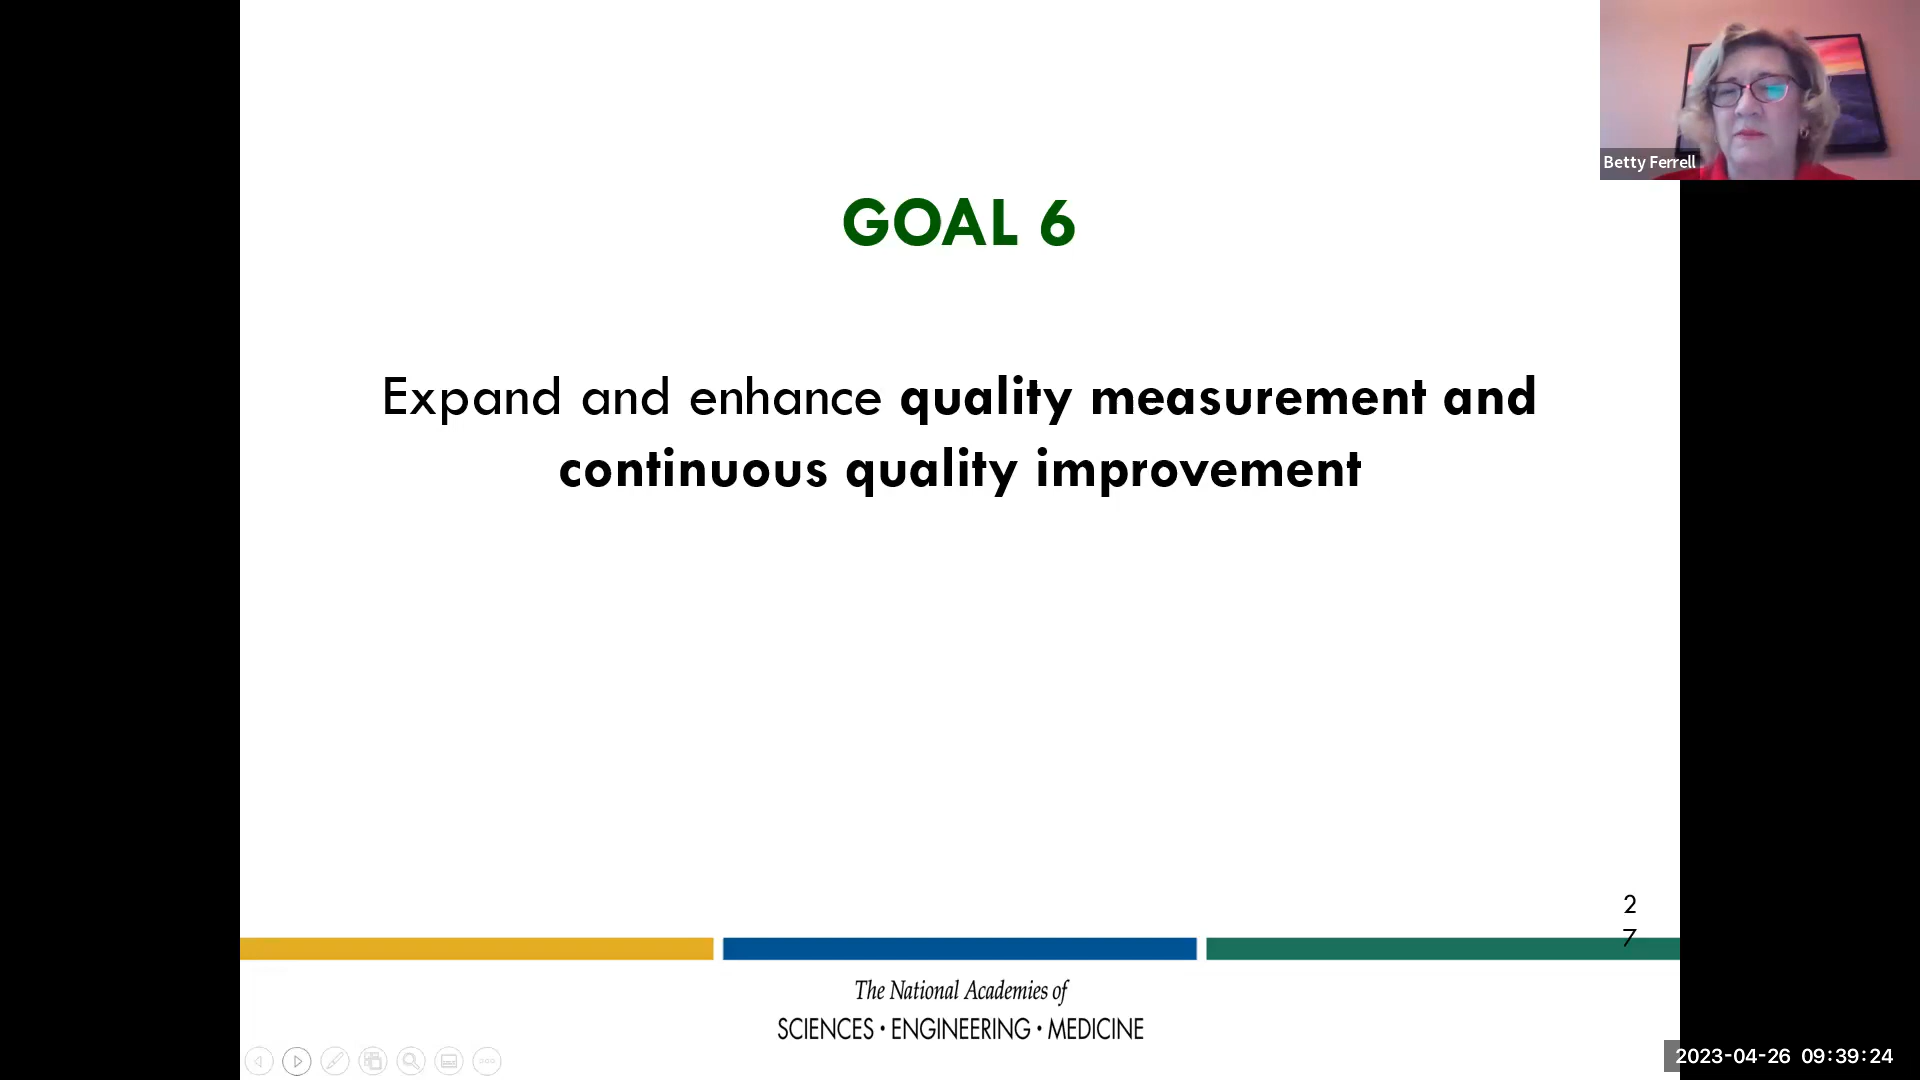 Betty Ferrell
GOAL 6
Expand and enhance quality measurement and
continuous quality improvement
2
7
The National Academies of
SCIENCES • ENGINEERING • MEDICINE
2023-04-26 09:39:24